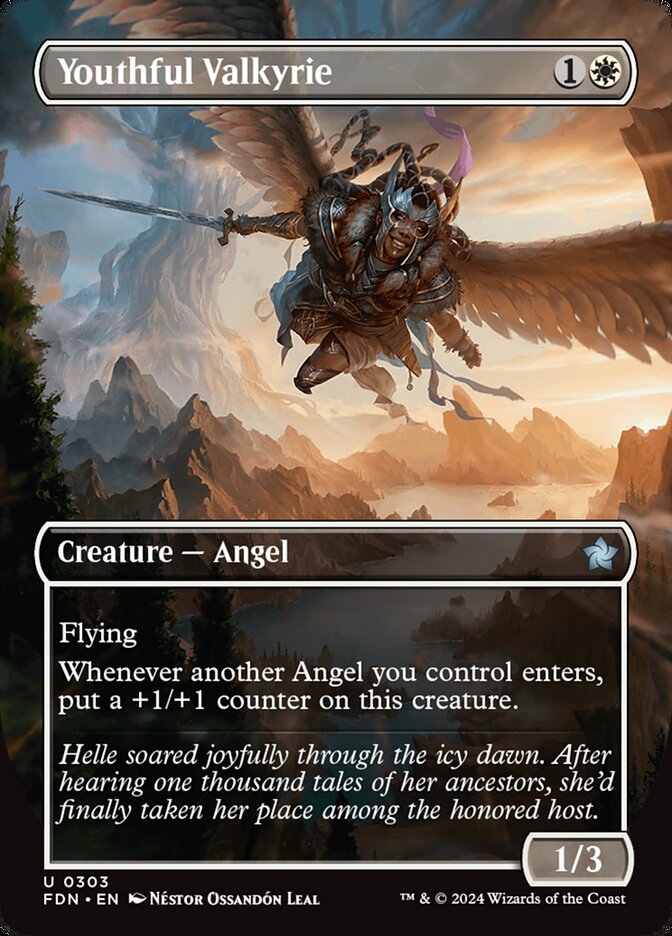 Youthful Valkyrie 1
Creature — Angel
Flying
Whenever another Angel you control enters,
put a +1/+1 counter on this creature.
Helle soared joyfully through the icy dawn. After
hearing one thousand tales of her ancestors, she'd
finally taken her place among the honored host.
1/3
U 0303
FDN • EN Néstor Ossandón Leal
™ & © 2024 Wizards of the Coast